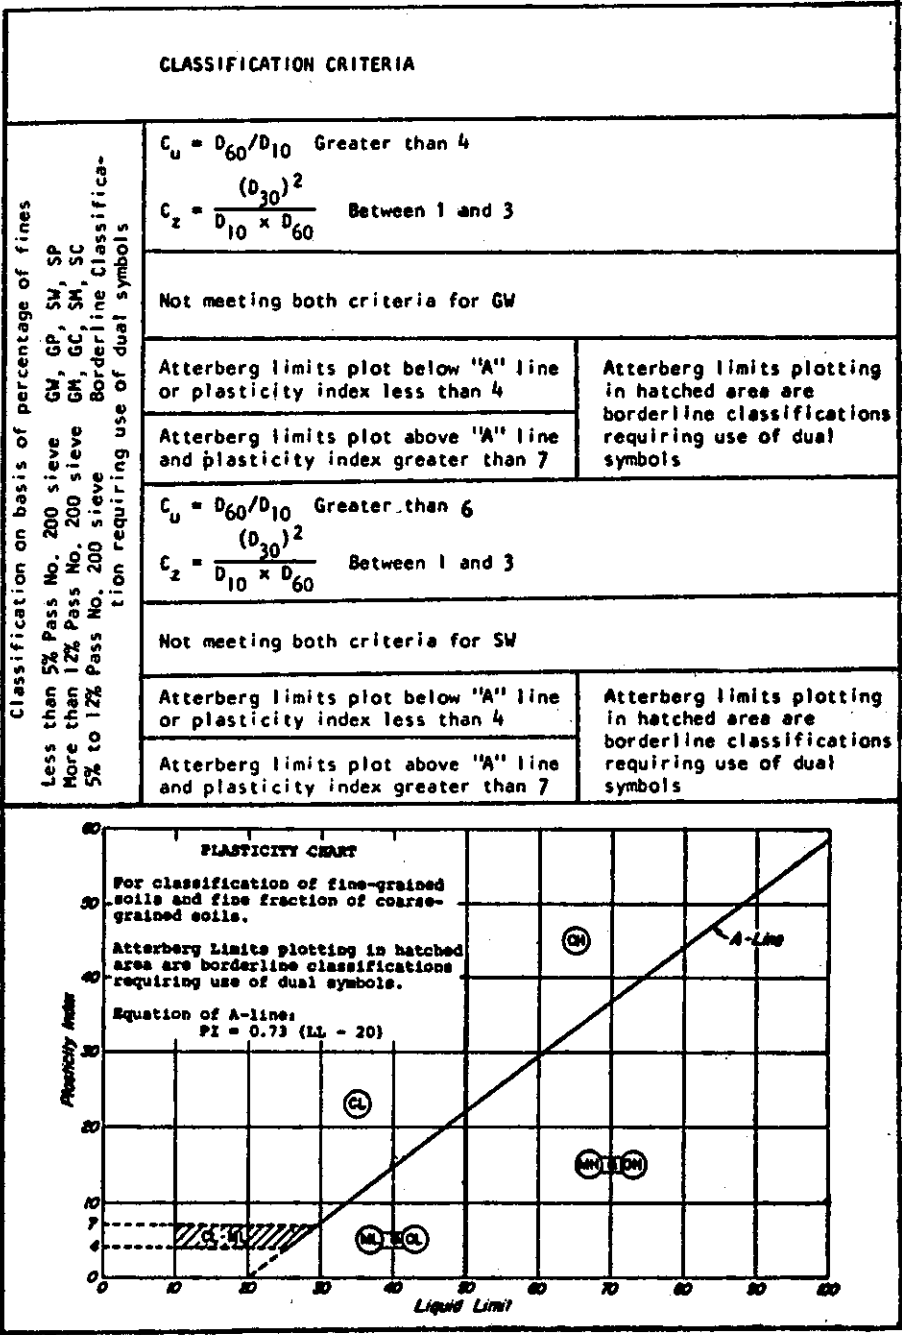 CLASSIFICATION CRITERIA
Classification on basis of percentage of fines
Less than 5% Pass No. 200 sieve GW, GP, SW, SP
More than 12% Pass No. 200 sieve GM, GC, SM, SC
5% to 12% Pass No. 200 sieve Borderline Classifica-
tion requiring use of dual symbols
Cu = D60/D10 Greater than 4
Cz = (D30)2 / D10 x D60 Between 1 and 3
Not meeting both criteria for GW
Atterberg limits plot below "A" line
or plasticity index less than 4
Atterberg limits plot above "A" line
and plasticity index greater than 7
Atterberg limits plotting
in hatched area are
borderline classifications
requiring use of dual
symbols
Cu = D60/D10 Greater than 6
Cz = (D30)2 / D10 x D60 Between 1 and 3
Not meeting both criteria for SW
Atterberg limits plot below "A" line
or plasticity index less than 4
Atterberg limits plot above "A" line
and plasticity index greater than 7
Atterberg limits plotting
in hatched area are
borderline classifications
requiring use of dual
symbols
PLASTICITY CHART
For classification of fine-grained
soils and fine fraction of coarse-
grained soils.
Atterberg Limits plotting in hatched
area are borderline classifications
requiring use of dual symbols.
Equation of A-line:
PI = 0.73 (LL - 20)
Plasticity Index
60
50
40
30
20
10
7
4
0
CH
A-Line
CL
MH & OH
CL-ML
ML & OL
0 10 20 30 40 50 60 70 80 90 100
Liquid Limit